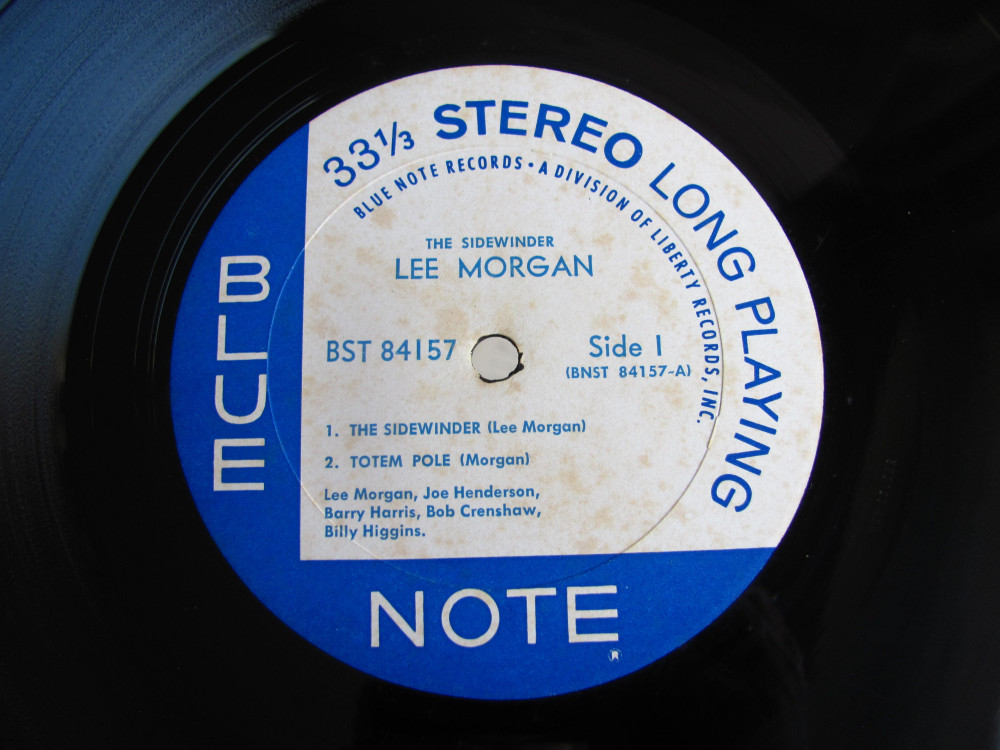 33⅓ STEREO LONG PLAYING
BLUE NOTE RECORDS • A DIVISION OF LIBERTY RECORDS, INC.
THE SIDEWINDER
LEE MORGAN
BST 84157
Side 1
(BNST 84157-A)
1. THE SIDEWINDER (Lee Morgan)
2. TOTEM POLE (Morgan)
Lee Morgan, Joe Henderson,
Barry Harris, Bob Crenshaw,
Billy Higgins.
BLUE
NOTE